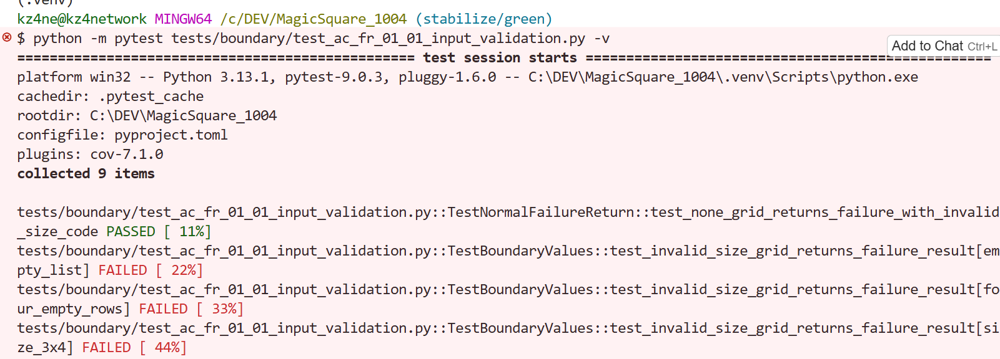 (.venv)
kz4ne@kz4network MINGW64 /c/DEV/MagicSquare_1004 (stabilize/green)
$ python -m pytest tests/boundary/test_ac_fr_01_01_input_validation.py -v
Add to Chat Ctrl+L
================================================= test session starts ==================================================
platform win32 -- Python 3.13.1, pytest-9.0.3, pluggy-1.6.0 -- C:\DEV\MagicSquare_1004\.venv\Scripts\python.exe
cachedir: .pytest_cache
rootdir: C:\DEV\MagicSquare_1004
configfile: pyproject.toml
plugins: cov-7.1.0
collected 9 items
tests/boundary/test_ac_fr_01_01_input_validation.py::TestNormalFailureReturn::test_none_grid_returns_failure_with_invalid
_size_code PASSED [ 11%]
tests/boundary/test_ac_fr_01_01_input_validation.py::TestBoundaryValues::test_invalid_size_grid_returns_failure_result[em
pty_list] FAILED [ 22%]
tests/boundary/test_ac_fr_01_01_input_validation.py::TestBoundaryValues::test_invalid_size_grid_returns_failure_result[fo
ur_empty_rows] FAILED [ 33%]
tests/boundary/test_ac_fr_01_01_input_validation.py::TestBoundaryValues::test_invalid_size_grid_returns_failure_result[si
ze_3x4] FAILED [ 44%]